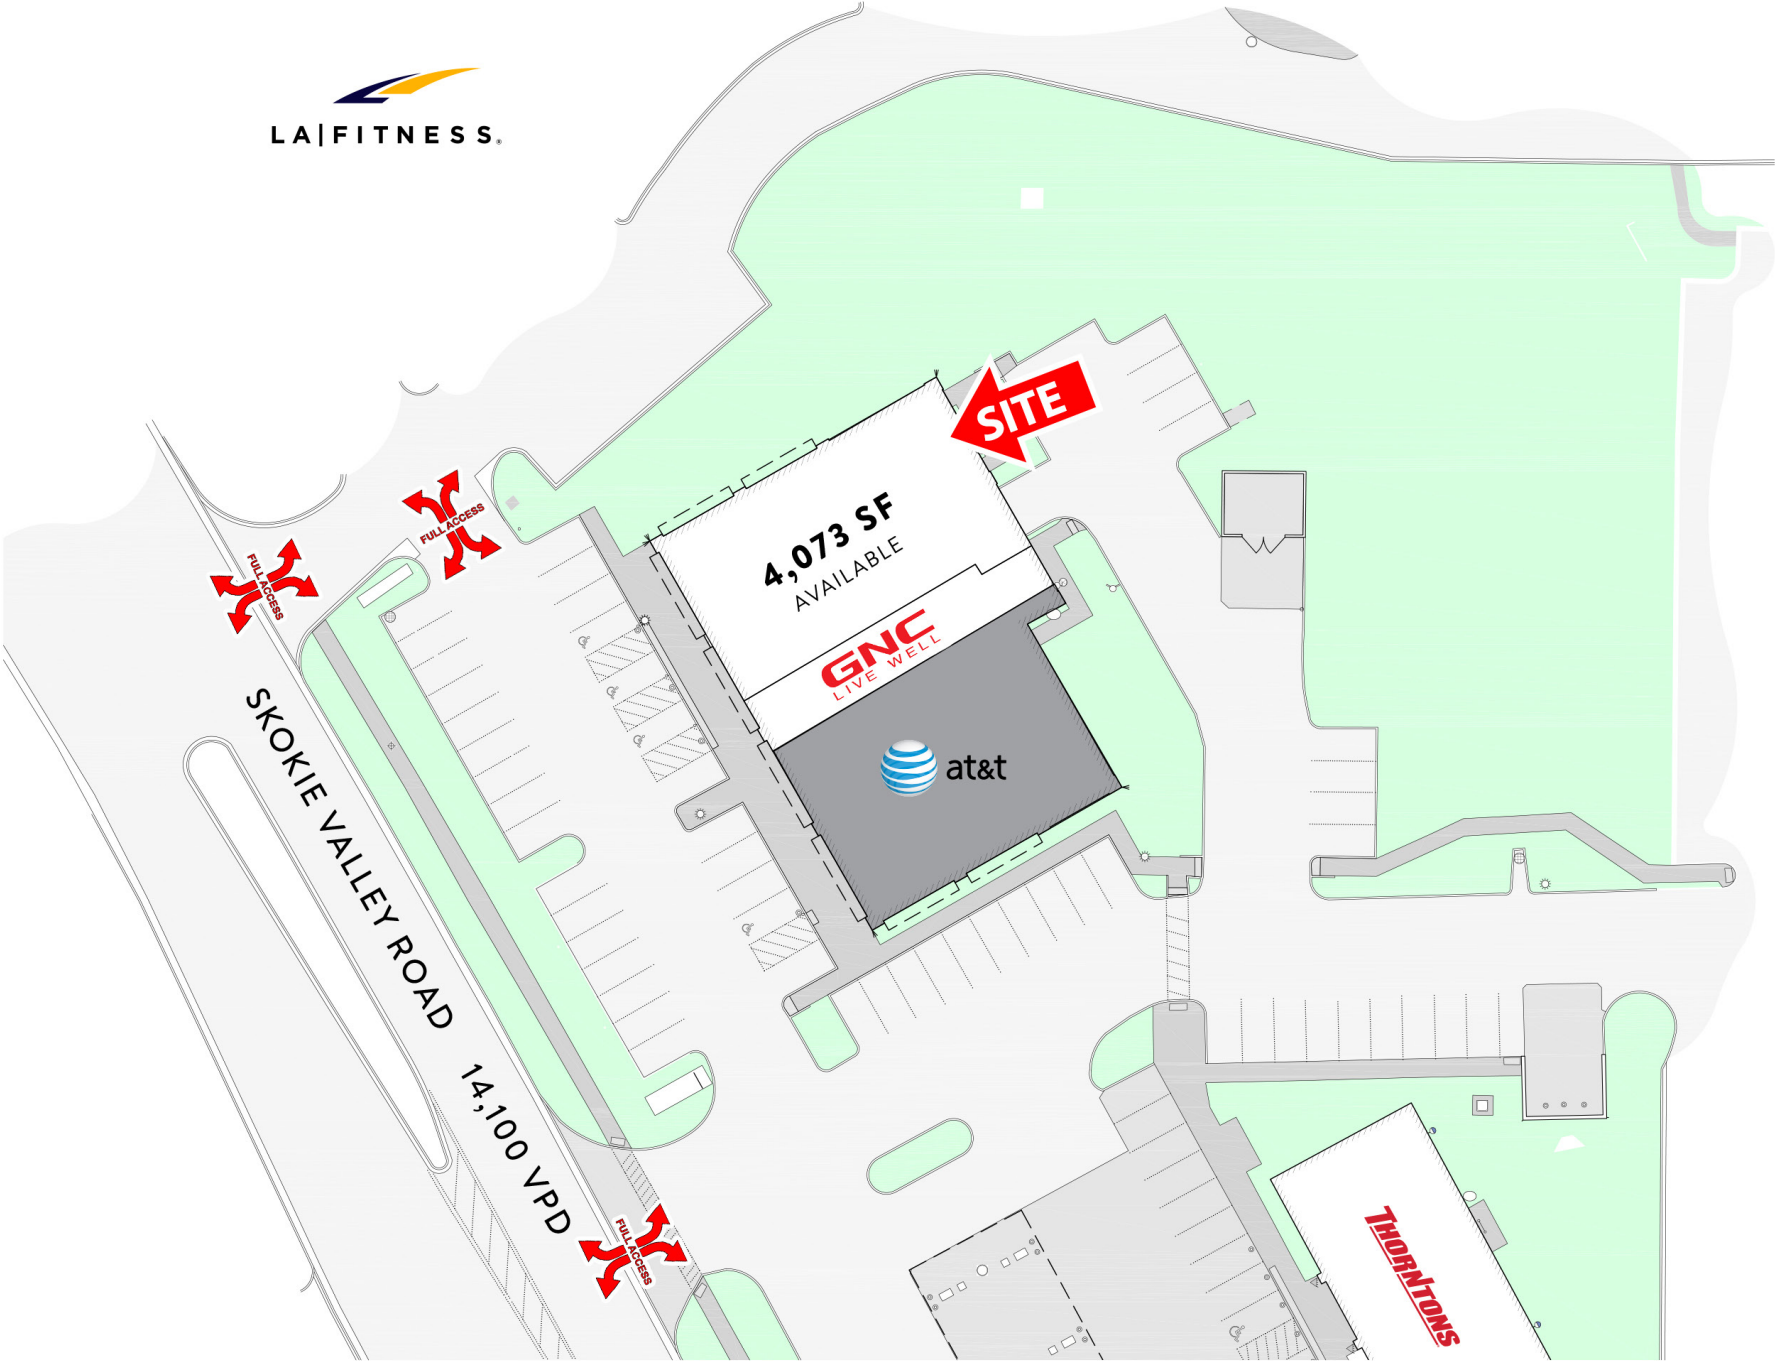 LA|FITNESS®
SITE
4,073 SF
AVAILABLE
FULL ACCESS
FULL ACCESS
GNC
LIVE WELL
at&t
SKOKIE VALLEY ROAD 14,100 VPD
FULL ACCESS
THORNTONS